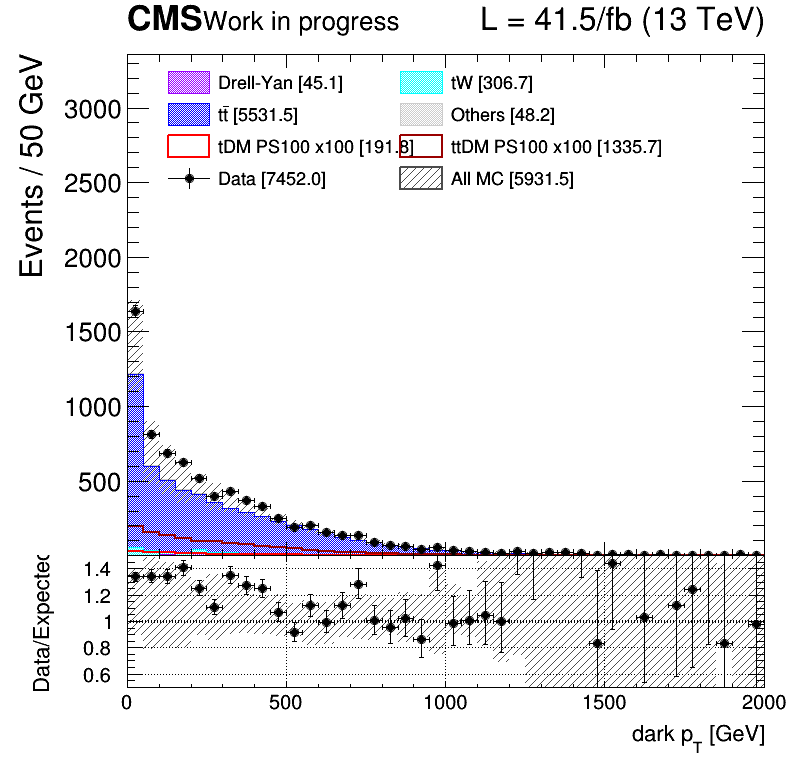 CMS Work in progress L = 41.5/fb (13 TeV)
Events / 50 GeV
Drell-Yan [45.1] tW [306.7]
tt̄ [5531.5] Others [48.2]
tDM PS100 x100 [191.8] ttDM PS100 x100 [1335.7]
Data [7452.0] All MC [5931.5]
3000
2500
2000
1500
1000
500
Data/Expected
1.4
1.2
1
0.8
0.6
0 500 1000 1500 2000
dark pT [GeV]